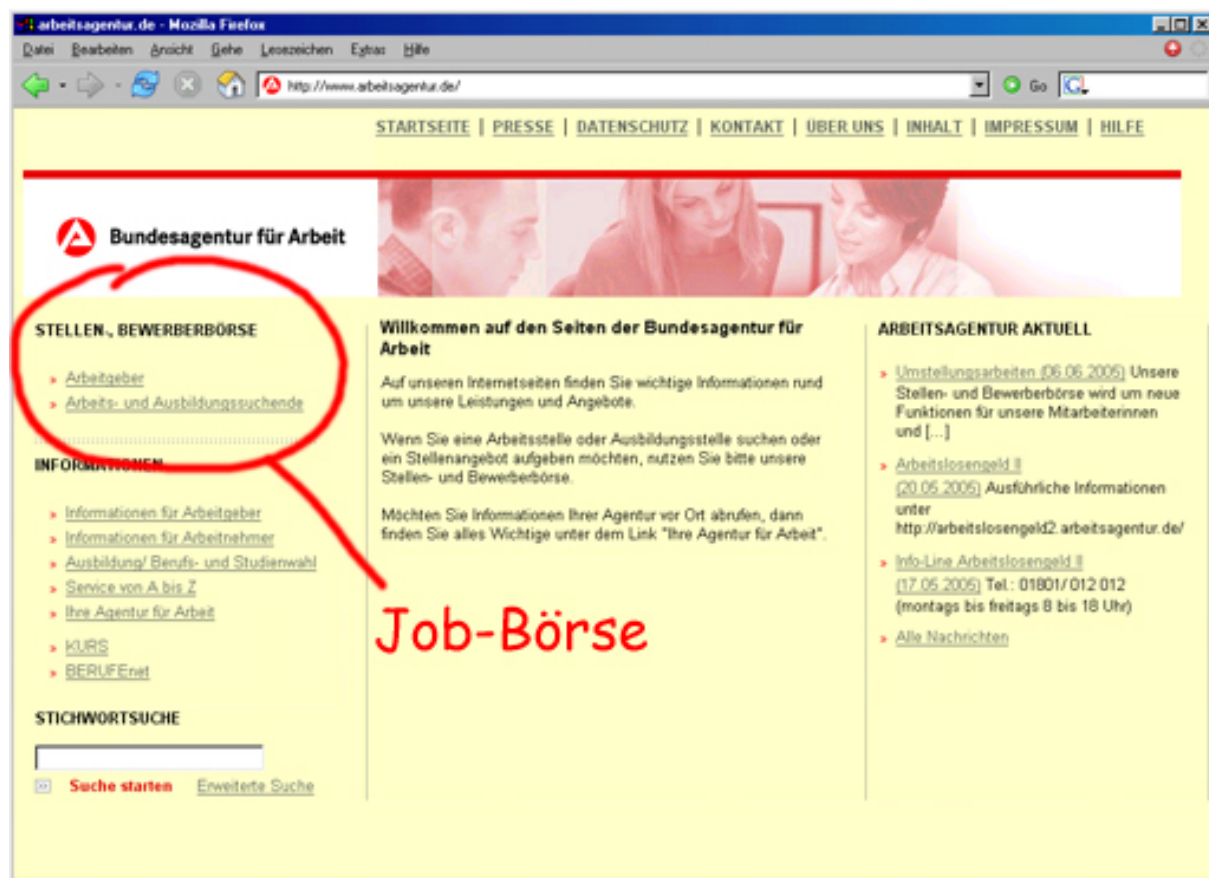 arbeitsagentur.de - Mozilla Firefox
Datei Bearbeiten Ansicht Gehe Lesezeichen Extras Hilfe
http://www.arbeitsagentur.de/
Go
STARTSEITE | PRESSE | DATENSCHUTZ | KONTAKT | ÜBER UNS | INHALT | IMPRESSUM | HILFE
Bundesagentur für Arbeit
STELLEN-, BEWERBERBÖRSE
» Arbeitgeber
» Arbeits- und Ausbildungssuchende
INFORMATIONEN
» Informationen für Arbeitgeber
» Informationen für Arbeitnehmer
» Ausbildung/ Berufs- und Studienwahl
» Service von A bis Z
» Ihre Agentur für Arbeit
» KURS
» BERUFEnet
STICHWORTSUCHE
Suche starten Erweiterte Suche
Willkommen auf den Seiten der Bundesagentur für
Arbeit
Auf unseren Internetseiten finden Sie wichtige Informationen rund
um unsere Leistungen und Angebote.
Wenn Sie eine Arbeitsstelle oder Ausbildungsstelle suchen oder
ein Stellenangebot aufgeben möchten, nutzen Sie bitte unsere
Stellen- und Bewerberbörse.
Möchten Sie Informationen Ihrer Agentur vor Ort abrufen, dann
finden Sie alles Wichtige unter dem Link "Ihre Agentur für Arbeit".
Job-Börse
ARBEITSAGENTUR AKTUELL
» Umstellungsarbeiten (06.06.2005) Unsere
Stellen- und Bewerberbörse wird um neue
Funktionen für unsere Mitarbeiterinnen
und [...]
» Arbeitslosengeld II
(20.05.2005) Ausführliche Informationen
unter
http://arbeitslosengeld2.arbeitsagentur.de/
» Info-Line Arbeitslosengeld II
(17.05.2005) Tel.: 01801/ 012 012
(montags bis freitags 8 bis 18 Uhr)
» Alle Nachrichten